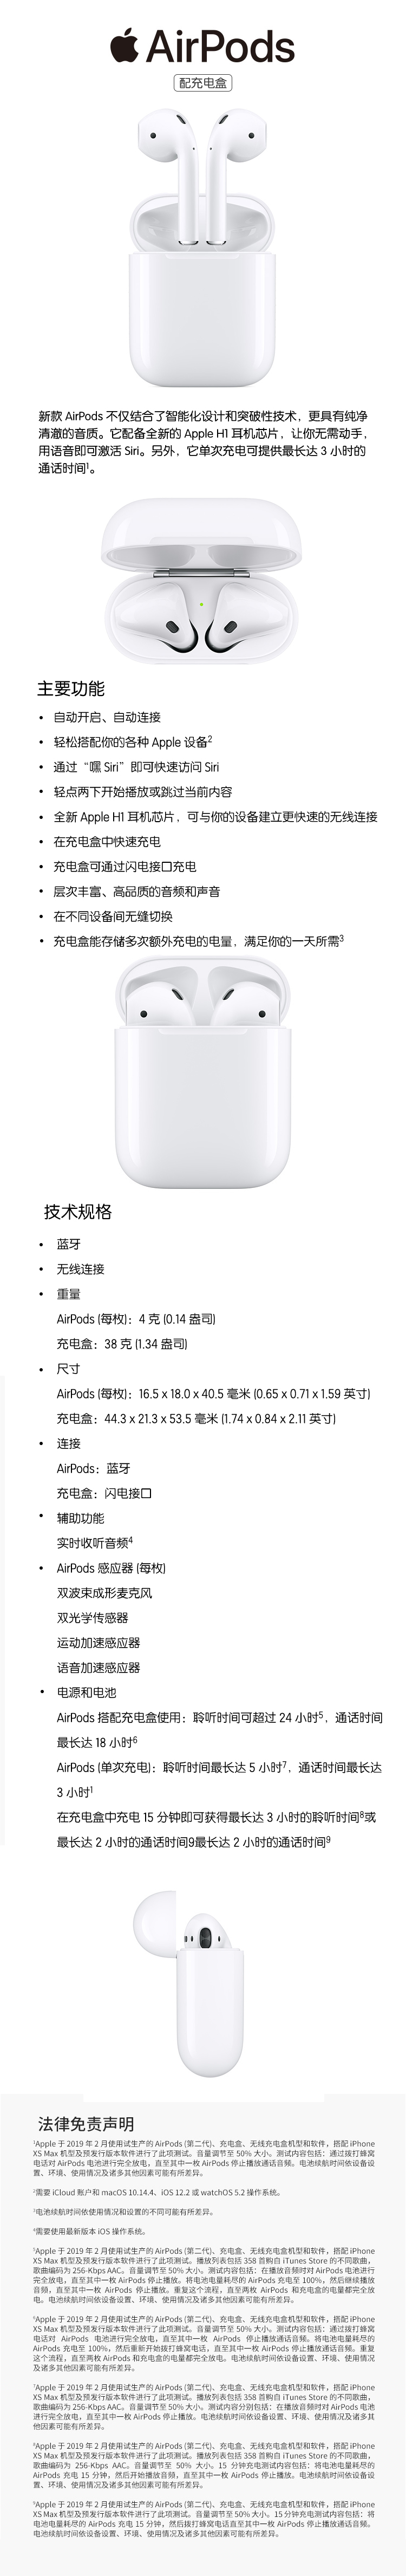 AirPods
配充电盒
新款 AirPods 不仅结合了智能化设计和突破性技术，更具有纯净
清澈的音质。它配备全新的 Apple H1 耳机芯片，让你无需动手，
用语音即可激活 Siri。另外，它单次充电可提供最长达 3 小时的
通话时间¹。
主要功能
• 自动开启、自动连接
• 轻松搭配你的各种 Apple 设备²
• 通过“嘿 Siri”即可快速访问 Siri
• 轻点两下开始播放或跳过当前内容
• 全新 Apple H1 耳机芯片，可与你的设备建立更快速的无线连接
• 在充电盒中快速充电
• 充电盒可通过闪电接口充电
• 层次丰富、高品质的音频和声音
• 在不同设备间无缝切换
• 充电盒能存储多次额外充电的电量，满足你的一天所需³
技术规格
• 蓝牙
• 无线连接
• 重量
AirPods (每枚)：4 克 (0.14 盎司)
充电盒：38 克 (1.34 盎司)
• 尺寸
AirPods (每枚)：16.5 x 18.0 x 40.5 毫米 (0.65 x 0.71 x 1.59 英寸)
充电盒：44.3 x 21.3 x 53.5 毫米 (1.74 x 0.84 x 2.11 英寸)
• 连接
AirPods：蓝牙
充电盒：闪电接口
• 辅助功能
实时收听音频⁴
• AirPods 感应器 (每枚)
双波束成形麦克风
双光学传感器
运动加速感应器
语音加速感应器
• 电源和电池
AirPods 搭配充电盒使用：聆听时间可超过 24 小时⁵，通话时间
最长达 18 小时⁶
AirPods (单次充电)：聆听时间最长达 5 小时⁷，通话时间最长达
3 小时¹
在充电盒中充电 15 分钟即可获得最长达 3 小时的聆听时间⁸或
最长达 2 小时的通话时间9最长达 2 小时的通话时间⁹
法律免责声明
¹Apple 于 2019 年 2 月使用试生产的 AirPods (第二代)、充电盒、无线充电盒机型和软件，搭配 iPhone
XS Max 机型及预发行版本软件进行了此项测试。音量调节至 50% 大小。测试内容包括：通过拨打蜂窝
电话对 AirPods 电池进行完全放电，直至其中一枚 AirPods 停止播放通话音频。电池续航时间依设备设
置、环境、使用情况及诸多其他因素可能有所差异。
²需要 iCloud 账户和 macOS 10.14.4、iOS 12.2 或 watchOS 5.2 操作系统。
³电池续航时间依使用情况和设置的不同可能有所差异。
⁴需要使用最新版本 iOS 操作系统。
⁵Apple 于 2019 年 2 月使用试生产的 AirPods (第二代)、充电盒、无线充电盒机型和软件，搭配 iPhone
XS Max 机型及预发行版本软件进行了此项测试。播放列表包括 358 首购自 iTunes Store 的不同歌曲，
歌曲编码为 256-Kbps AAC。音量调节至 50% 大小。测试内容包括：在播放音频时对 AirPods 电池进行
完全放电，直至其中一枚 AirPods 停止播放。将电池电量耗尽的 AirPods 充电至 100%，然后继续播放
音频，直至其中一枚 AirPods 停止播放。重复这个流程，直至两枚 AirPods 和充电盒的电量都完全放
电。电池续航时间依设备设置、环境、使用情况及诸多其他因素可能有所差异。
⁶Apple 于 2019 年 2 月使用试生产的 AirPods (第二代)、充电盒、无线充电盒机型和软件，搭配 iPhone
XS Max 机型及预发行版本软件进行了此项测试。音量调节至 50% 大小。测试内容包括：通过拨打蜂窝
电话对 AirPods 电池进行完全放电，直至其中一枚 AirPods 停止播放通话音频。将电池电量耗尽的
AirPods 充电至 100%，然后重新开始拨打蜂窝电话，直至其中一枚 AirPods 停止播放通话音频。重复
这个流程，直至两枚 AirPods 和充电盒的电量都完全放电。电池续航时间依设备设置、环境、使用情况
及诸多其他因素可能有所差异。
⁷Apple 于 2019 年 2 月使用试生产的 AirPods (第二代)、充电盒、无线充电盒机型和软件，搭配 iPhone
XS Max 机型及预发行版本软件进行了此项测试。播放列表包括 358 首购自 iTunes Store 的不同歌曲，
歌曲编码为 256-Kbps AAC。音量调节至 50% 大小。测试内容分别包括：在播放音频时对 AirPods 电池
进行完全放电，直至其中一枚 AirPods 停止播放。电池续航时间依设备设置、环境、使用情况及诸多其
他因素可能有所差异。
⁸Apple 于 2019 年 2 月使用试生产的 AirPods (第二代)、充电盒、无线充电盒机型和软件，搭配 iPhone
XS Max 机型及预发行版本软件进行了此项测试。播放列表包括 358 首购自 iTunes Store 的不同歌曲，
歌曲编码为 256-Kbps AAC。音量调节至 50% 大小。15 分钟充电测试内容包括：将电池电量耗尽的
AirPods 充电 15 分钟，然后开始播放音频，直至其中一枚 AirPods 停止播放。电池续航时间依设备设
置、环境、使用情况及诸多其他因素可能有所差异。
⁹Apple 于 2019 年 2 月使用试生产的 AirPods (第二代)、充电盒、无线充电盒机型和软件，搭配 iPhone
XS Max 机型及预发行版本软件进行了此项测试。音量调节至 50% 大小。15 分钟充电测试内容包括：将
电池电量耗尽的 AirPods 充电 15 分钟，然后拨打蜂窝电话直至其中一枚 AirPods 停止播放通话音频。
电池续航时间依设备设置、环境、使用情况及诸多其他因素可能有所差异。